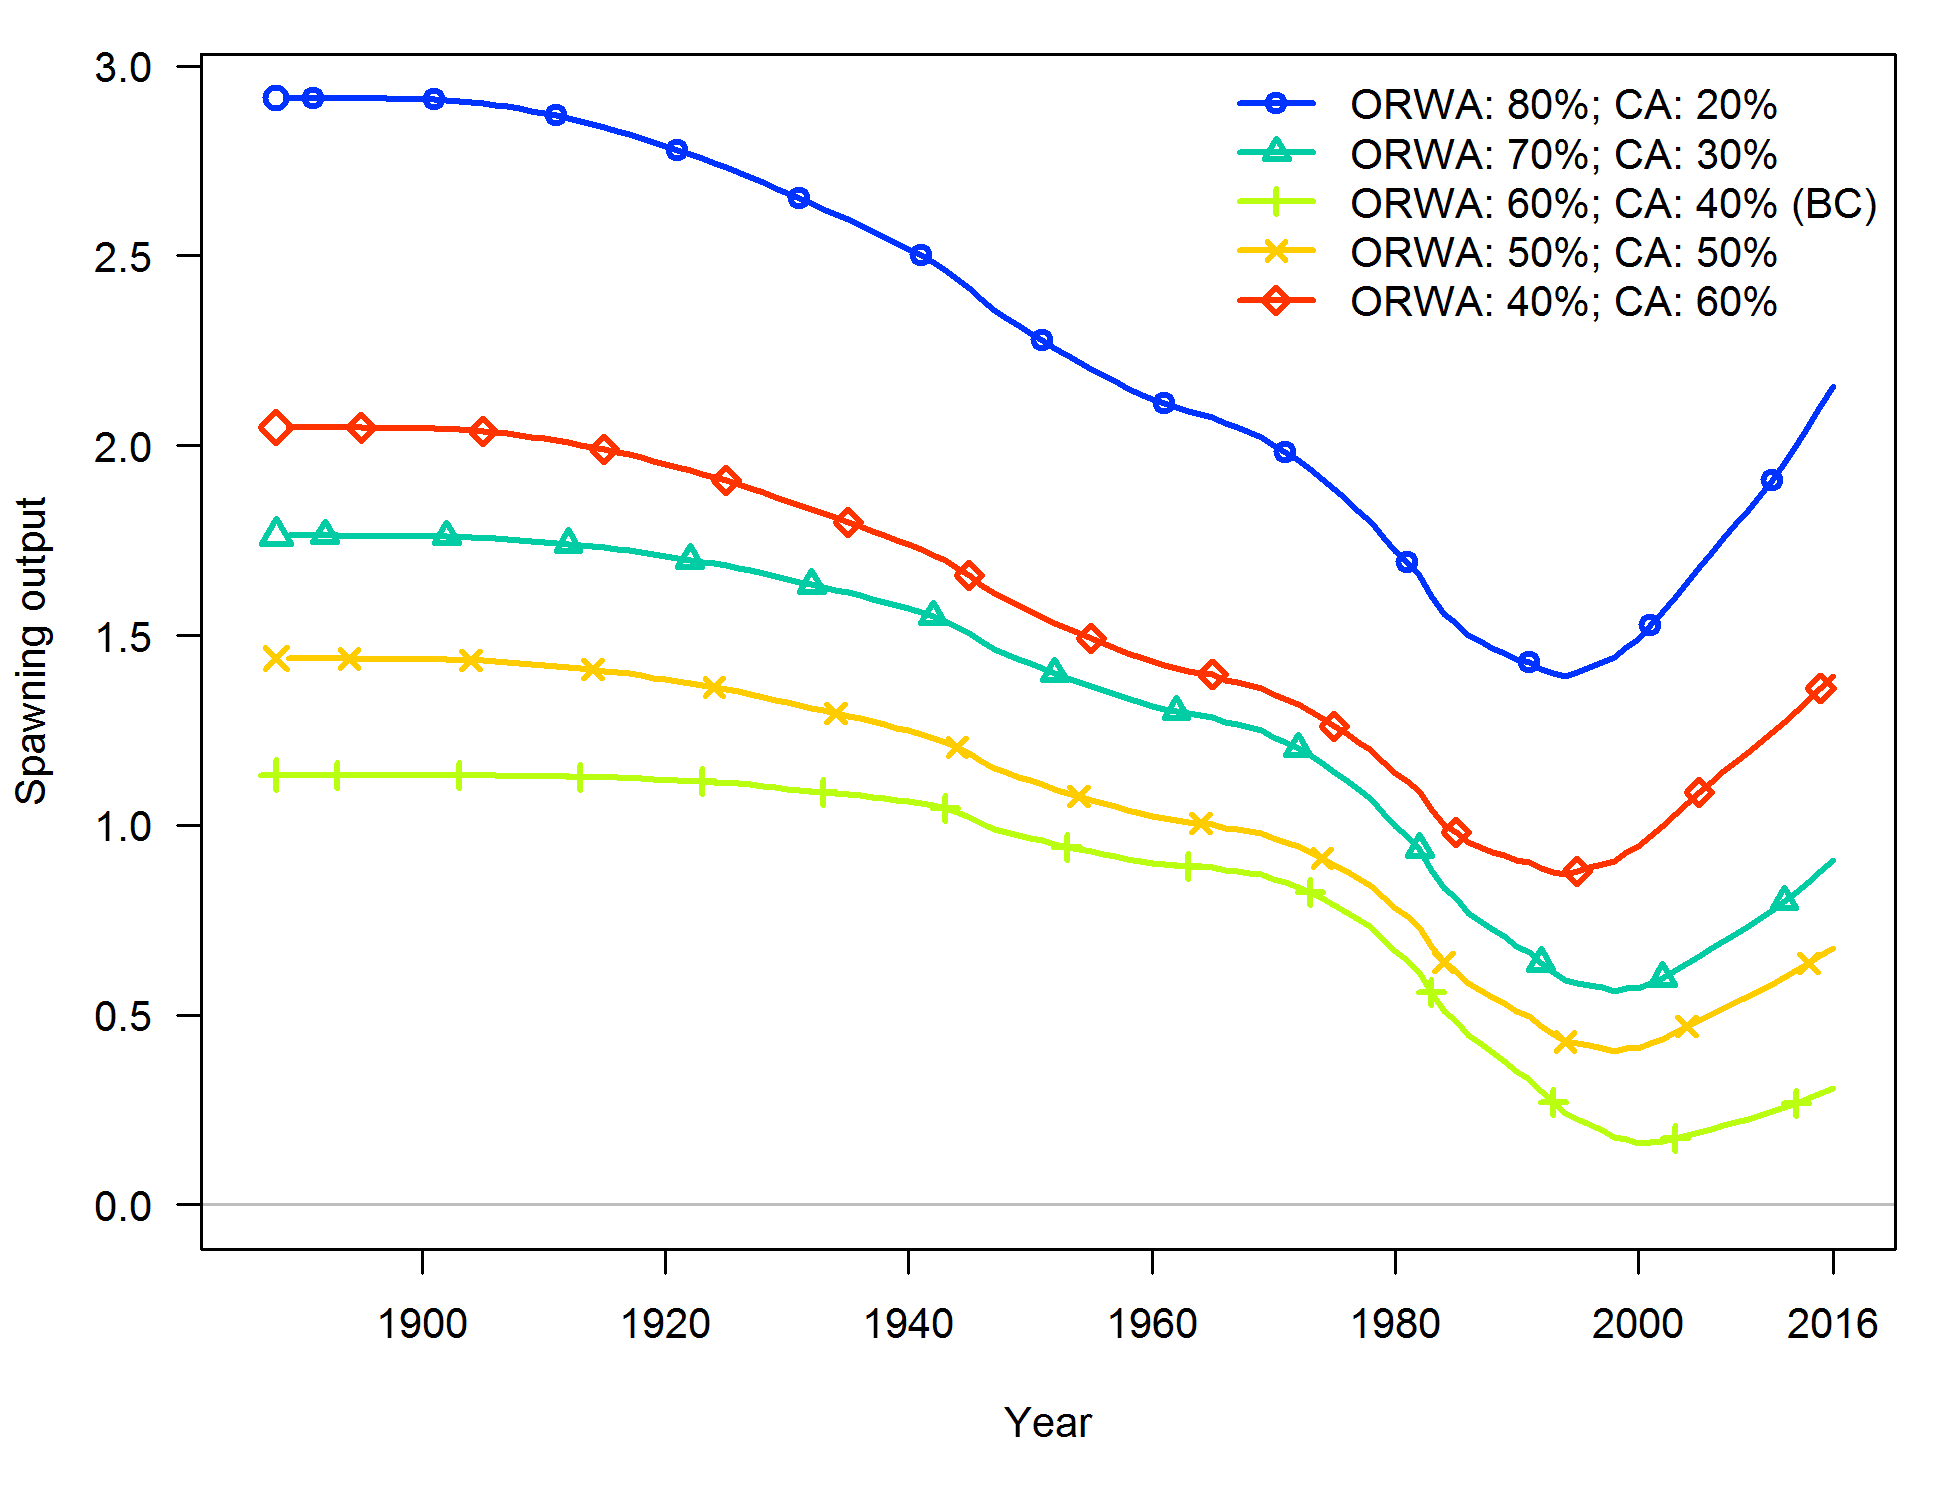 3.0
2.5
2.0
1.5
1.0
0.5
0.0
Spawning output
ORWA: 80%; CA: 20%
ORWA: 70%; CA: 30%
ORWA: 60%; CA: 40% (BC)
ORWA: 50%; CA: 50%
ORWA: 40%; CA: 60%
1900 1920 1940 1960 1980 2000 2016
Year